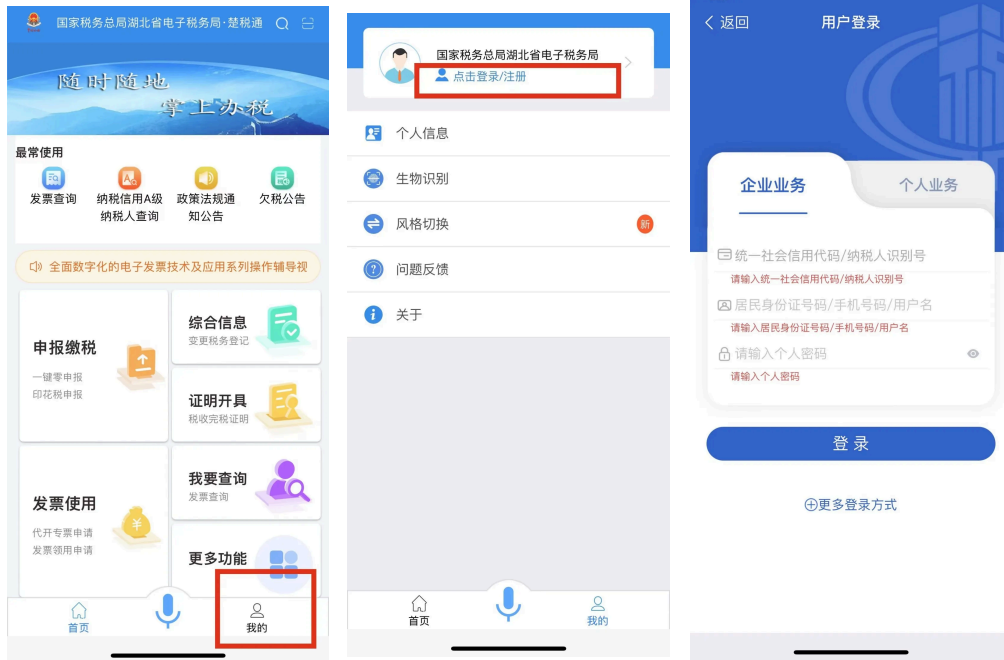 国家税务总局湖北省电子税务局·楚税通
随时随地
掌上办税
最常使用
发票查询
纳税信用A级
纳税人查询
政策法规通
知公告
欠税公告
全面数字化的电子发票技术及应用系列操作辅导视
申报缴税
一键零申报
印花税申报
综合信息
变更税务登记
证明开具
税收完税证明
发票使用
代开专票申请
发票领用申请
我要查询
发票查询
更多功能
首页
我的
国家税务总局湖北省电子税务局
点击登录/注册
个人信息
生物识别
风格切换
新
问题反馈
关于
首页
我的
返回
用户登录
企业业务
个人业务
统一社会信用代码/纳税人识别号
请输入统一社会信用代码/纳税人识别号
居民身份证号码/手机号码/用户名
请输入居民身份证号码/手机号码/用户名
请输入个人密码
请输入个人密码
登录
更多登录方式